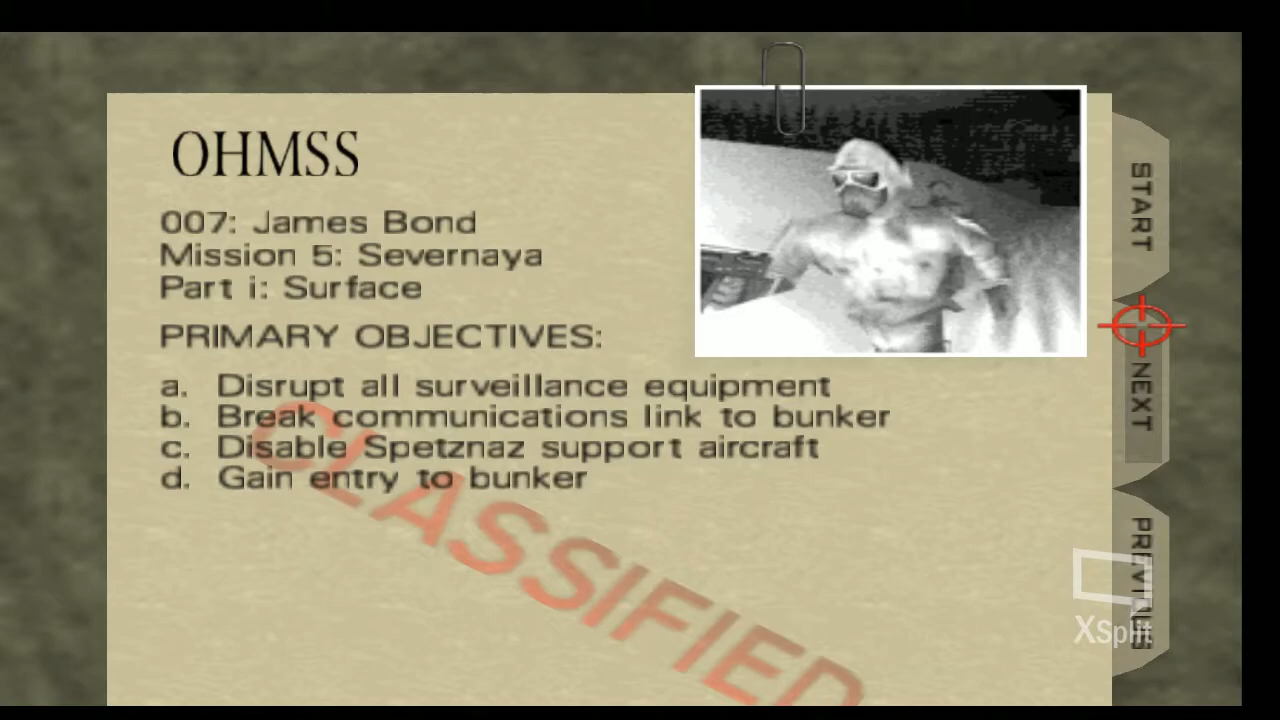 OHMSS
007: James Bond
Mission 5: Severnaya
Part i: Surface
PRIMARY OBJECTIVES:
a. Disrupt all surveillance equipment
b. Break communications link to bunker
c. Disable Spetznaz support aircraft
d. Gain entry to bunker
CLASSIFIED
START
NEXT
PREVIOUS
XSplit